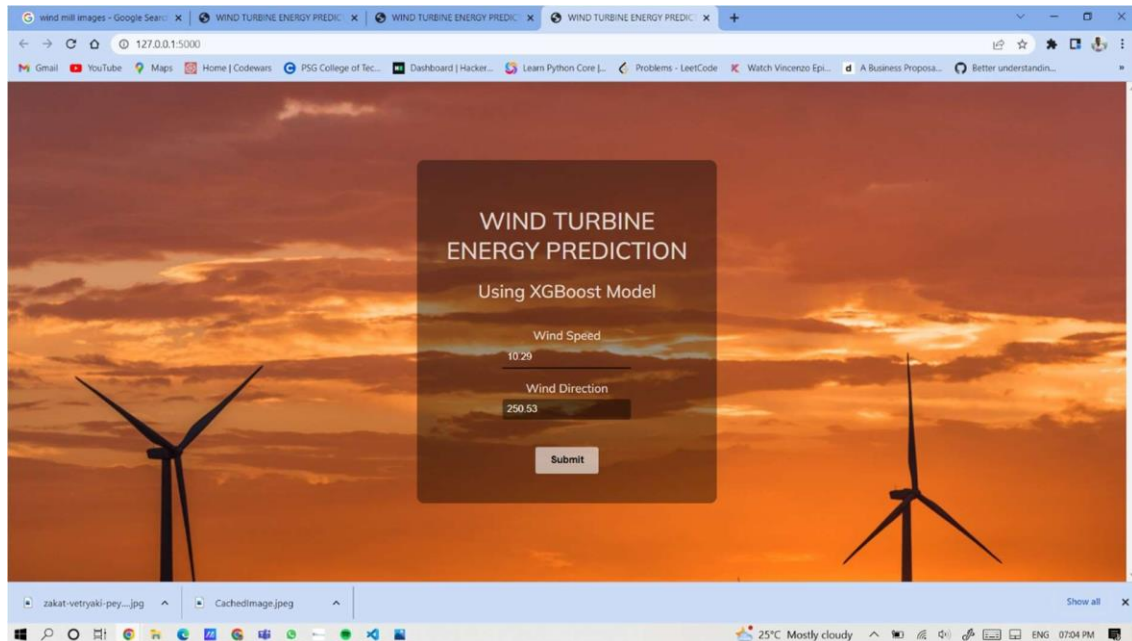 wind mill images - Google Searc
WIND TURBINE ENERGY PREDIC
WIND TURBINE ENERGY PREDIC
WIND TURBINE ENERGY PREDIC
127.0.0.1:5000
Gmail
YouTube
Maps
Home | Codewars
PSG College of Tec...
Dashboard | Hacker...
Learn Python Core |...
Problems - LeetCode
Watch Vincenzo Epi...
A Business Proposa...
Better understandin...
WIND TURBINE
ENERGY PREDICTION
Using XGBoost Model
Wind Speed
10.29
Wind Direction
250.53
Submit
zakat-vetryaki-pey....jpg
CachedImage.jpeg
Show all
25°C Mostly cloudy
ENG
07:04 PM